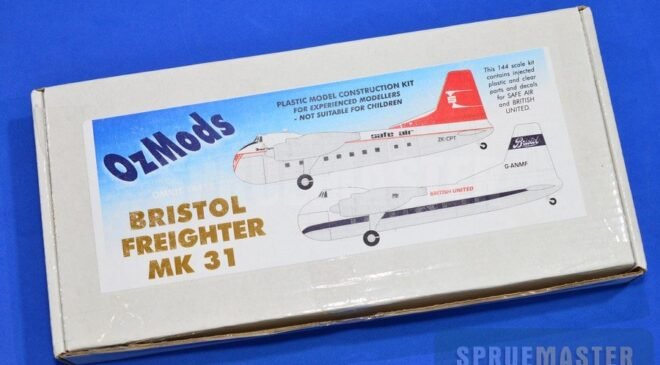 OzMods
PLASTIC MODEL CONSTRUCTION KIT
FOR EXPERIENCED MODELLERS
- NOT SUITABLE FOR CHILDREN
This 144 scale kit
contains injected
plastic and clear
parts and decals
for SAFE AIR
and BRITISH
UNITED.
safe air
ZK-CPT
Bristol
G-ANMF
BRITISH UNITED
BRISTOL
FREIGHTER
MK 31
SPRUEMASTER